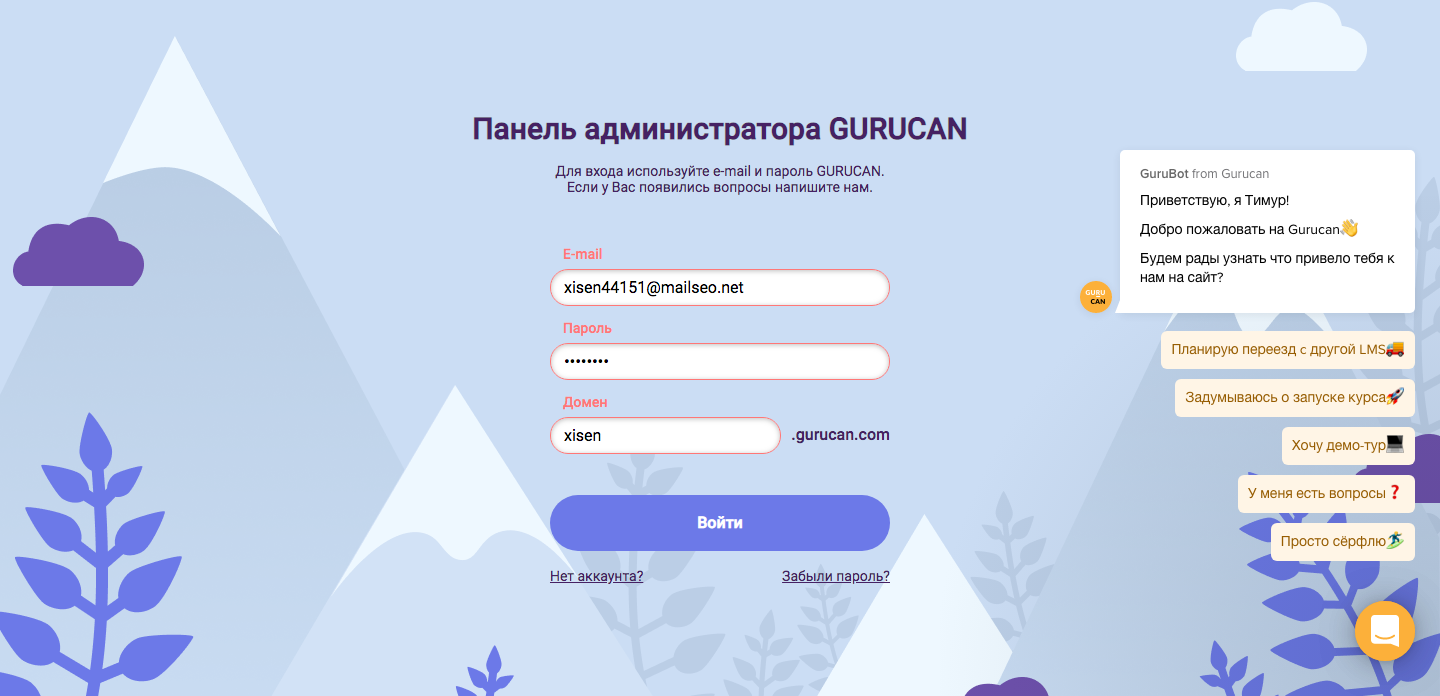 Панель администратора GURUCAN
Для входа используйте e-mail и пароль GURUCAN.
Если у Вас появились вопросы напишите нам.
E-mail
xisen44151@mailseo.net
Пароль
••••••••
Домен
xisen
.gurucan.com
Войти
Нет аккаунта?
Забыли пароль?
GuruBot from Gurucan
Приветствую, я Тимур!
Добро пожаловать на Gurucan👋
Будем рады узнать что привело тебя к
нам на сайт?
GURU
CAN
Планирую переезд с другой LMS🚚
Задумываюсь о запуске курса🚀
Хочу демо-тур💻
У меня есть вопросы❓
Просто сёрфлю🏄